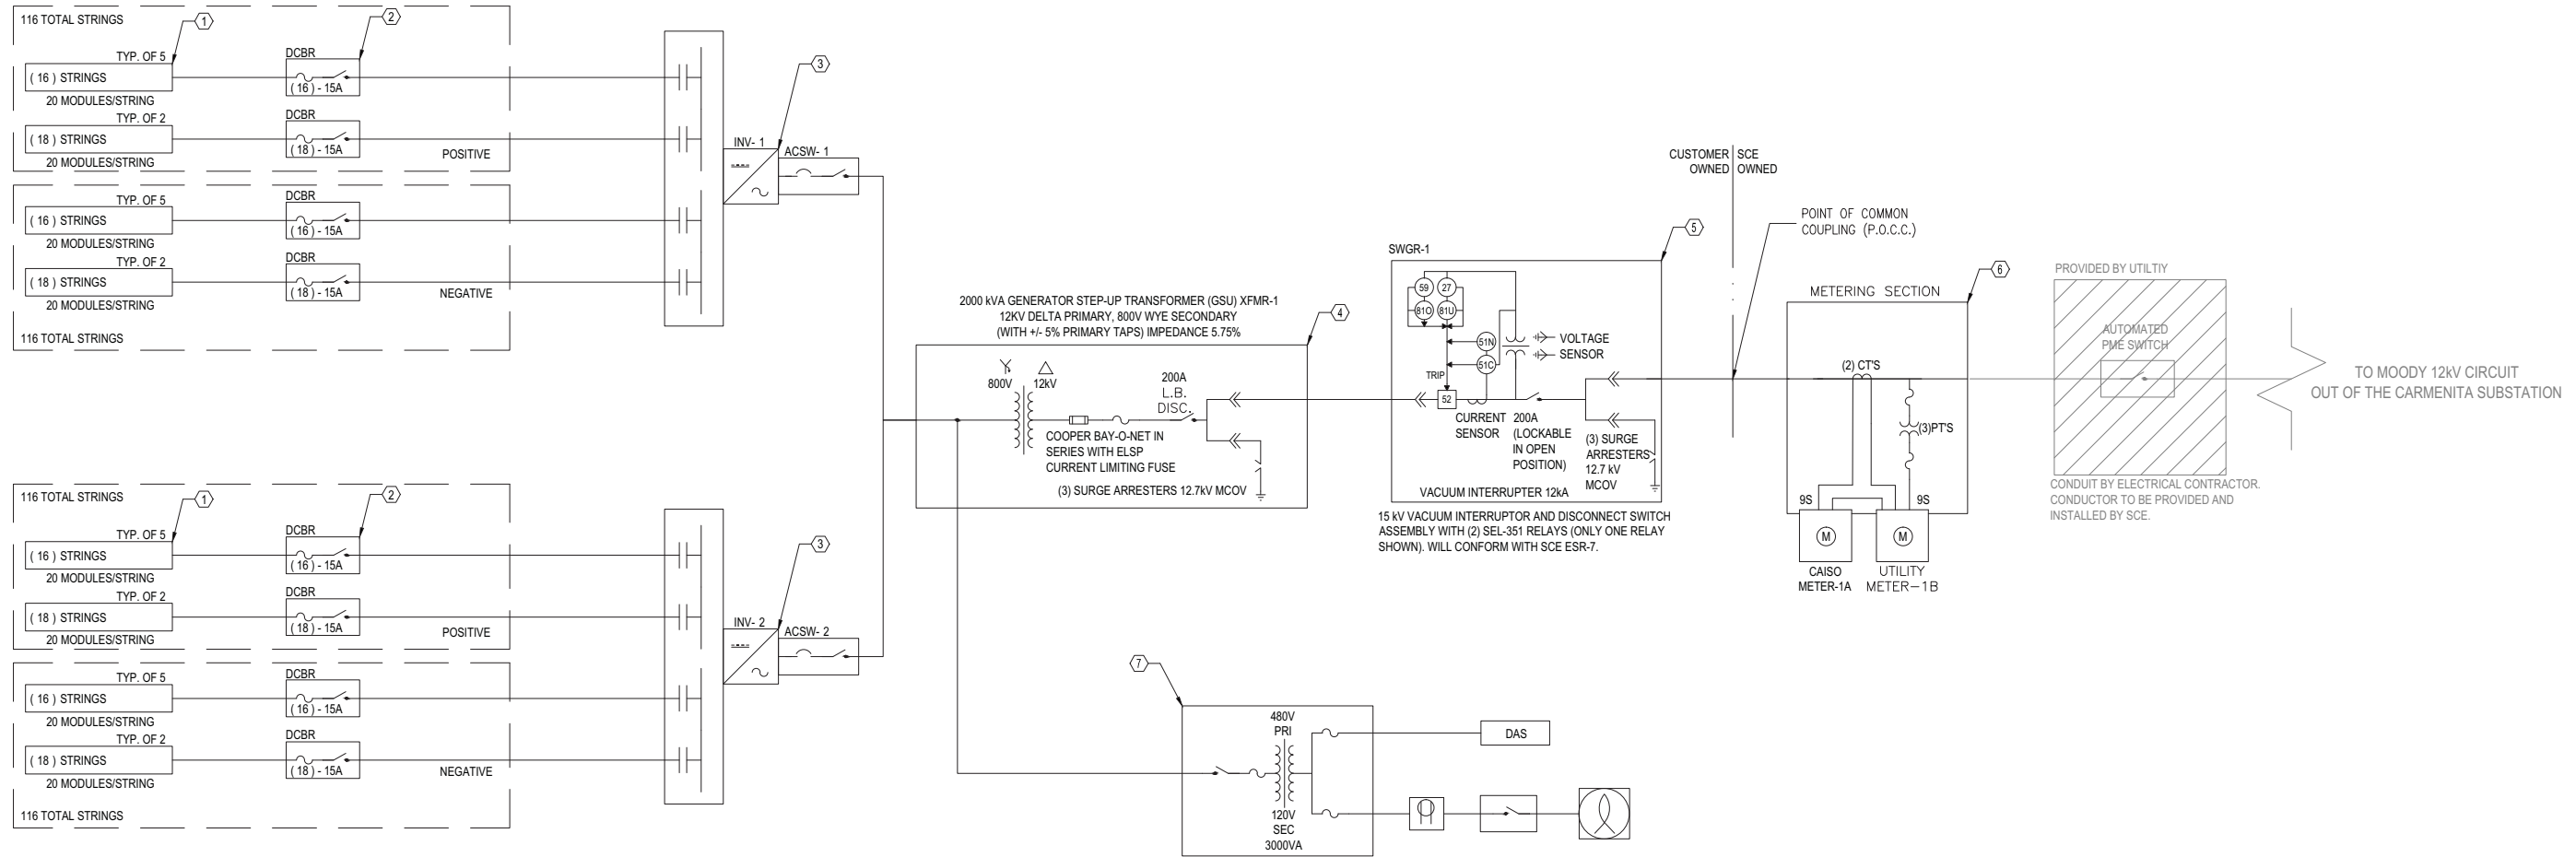 116 TOTAL STRINGS
1
2
TYP. OF 5
DCBR
( 16 ) STRINGS
( 16 ) - 15A
20 MODULES/STRING
TYP. OF 2
DCBR
( 18 ) STRINGS
( 18 ) - 15A
20 MODULES/STRING
POSITIVE
TYP. OF 5
DCBR
( 16 ) STRINGS
( 16 ) - 15A
20 MODULES/STRING
TYP. OF 2
DCBR
( 18 ) STRINGS
( 18 ) - 15A
20 MODULES/STRING
NEGATIVE
116 TOTAL STRINGS
3
INV- 1
ACSW- 1
116 TOTAL STRINGS
1
2
TYP. OF 5
DCBR
( 16 ) STRINGS
( 16 ) - 15A
20 MODULES/STRING
TYP. OF 2
DCBR
( 18 ) STRINGS
( 18 ) - 15A
20 MODULES/STRING
POSITIVE
TYP. OF 5
DCBR
( 16 ) STRINGS
( 16 ) - 15A
20 MODULES/STRING
TYP. OF 2
DCBR
( 18 ) STRINGS
( 18 ) - 15A
20 MODULES/STRING
NEGATIVE
116 TOTAL STRINGS
3
INV- 2
ACSW- 2
2000 kVA GENERATOR STEP-UP TRANSFORMER (GSU) XFMR-1
12KV DELTA PRIMARY, 800V WYE SECONDARY
(WITH +/- 5% PRIMARY TAPS) IMPEDANCE 5.75%
4
800V
12kV
200A
L.B.
DISC.
COOPER BAY-O-NET IN
SERIES WITH ELSP
CURRENT LIMITING FUSE
(3) SURGE ARRESTERS 12.7kV MCOV
SWGR-1
5
59
27
81O
81U
51N
51C
VOLTAGE
SENSOR
TRIP
52
CURRENT
SENSOR
200A
(LOCKABLE
IN OPEN
POSITION)
(3) SURGE
ARRESTERS
12.7 kV
MCOV
VACUUM INTERRUPTER 12kA
15 kV VACUUM INTERRUPTOR AND DISCONNECT SWITCH
ASSEMBLY WITH (2) SEL-351 RELAYS (ONLY ONE RELAY
SHOWN). WILL CONFORM WITH SCE ESR-7.
CUSTOMER
OWNED
SCE
OWNED
POINT OF COMMON
COUPLING (P.O.C.C.)
6
METERING SECTION
(2) CT'S
(3)PT'S
9S
9S
M
M
CAISO
METER-1A
UTILITY
METER-1B
PROVIDED BY UTILTIY
AUTOMATED
PME SWITCH
CONDUIT BY ELECTRICAL CONTRACTOR.
CONDUCTOR TO BE PROVIDED AND
INSTALLED BY SCE.
TO MOODY 12kV CIRCUIT
OUT OF THE CARMENITA SUBSTATION
7
480V
PRI
120V
SEC
3000VA
DAS